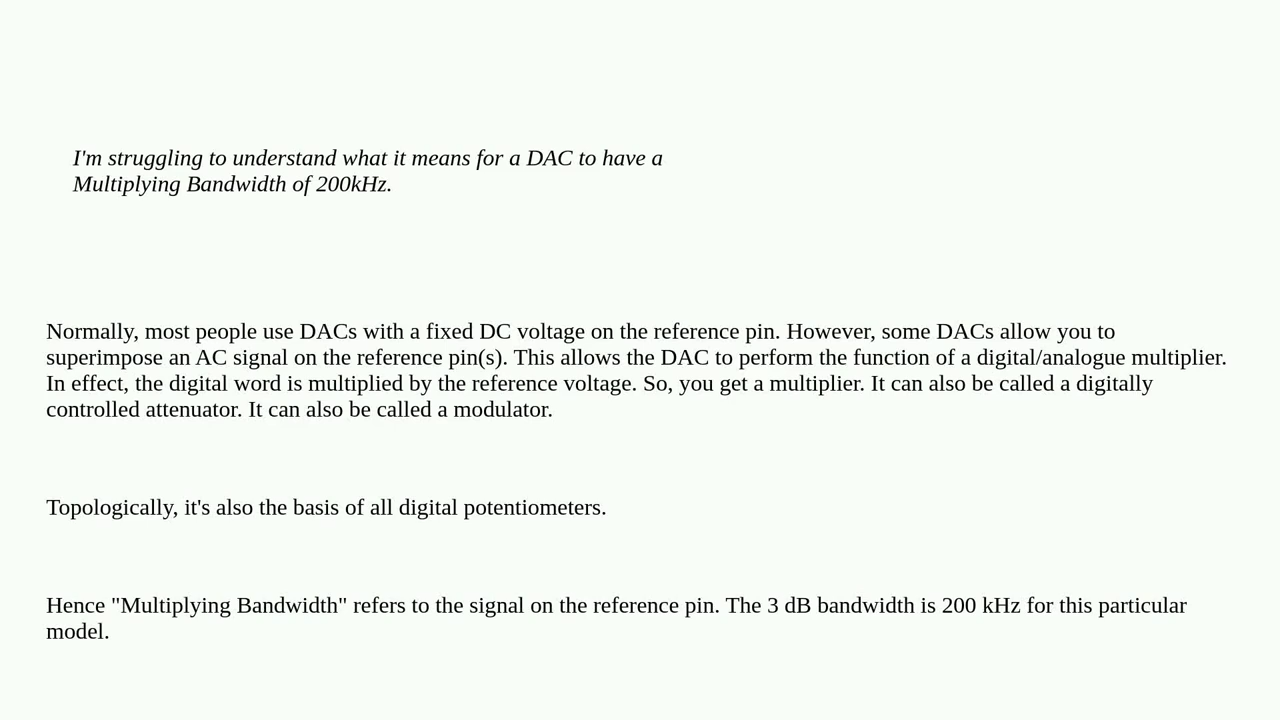 I'm struggling to understand what it means for a DAC to have a
Multiplying Bandwidth of 200kHz.
Normally, most people use DACs with a fixed DC voltage on the reference pin. However, some DACs allow you to
superimpose an AC signal on the reference pin(s). This allows the DAC to perform the function of a digital/analogue multiplier.
In effect, the digital word is multiplied by the reference voltage. So, you get a multiplier. It can also be called a digitally
controlled attenuator. It can also be called a modulator.
Topologically, it's also the basis of all digital potentiometers.
Hence "Multiplying Bandwidth" refers to the signal on the reference pin. The 3 dB bandwidth is 200 kHz for this particular
model.